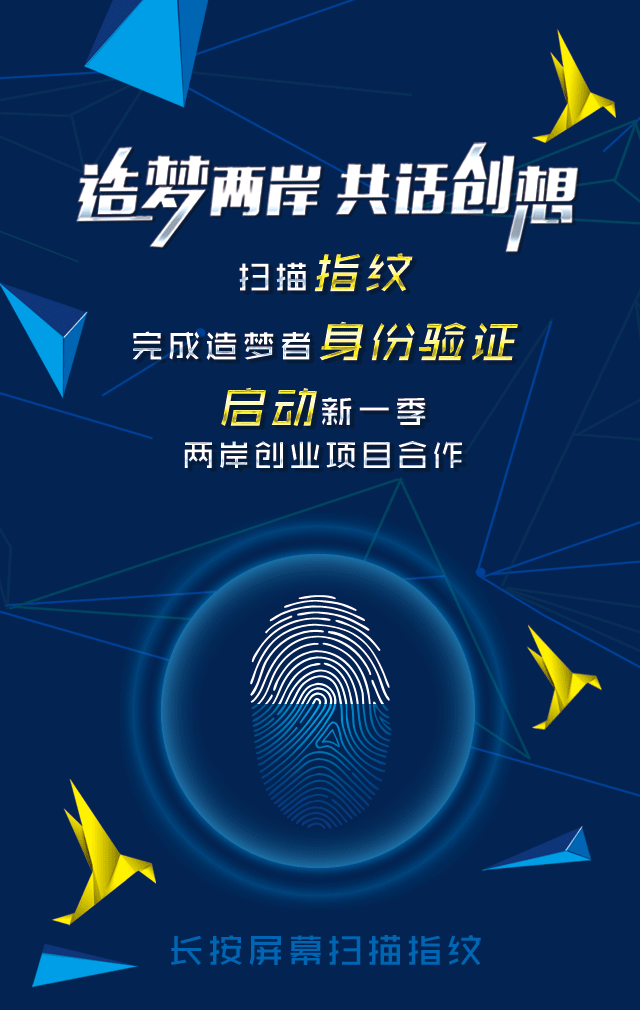 造梦两岸 共话创想
扫描指纹
完成造梦者身份验证
启动新一季
两岸创业项目合作
长按屏幕扫描指纹